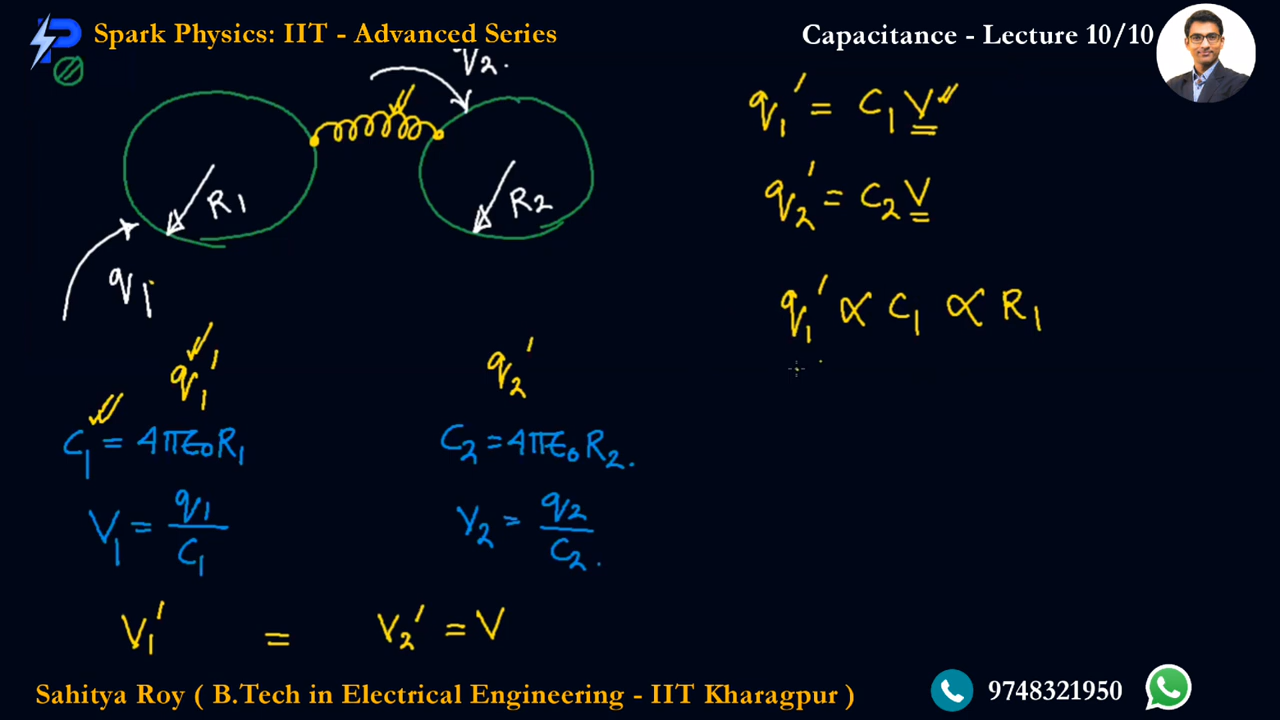 Spark Physics: IIT - Advanced Series
Capacitance - Lecture 10/10
R1
R2
q1
q1' = C1 V
q2' = C2 V
q1' ∝ C1 ∝ R1
q1'
q2'
C1 = 4πε0R1
C2 = 4πε0R2.
V1 = q1/C1
V2 = q2/C2.
V1' = V2' = V
Sahitya Roy ( B.Tech in Electrical Engineering - IIT Kharagpur )
9748321950